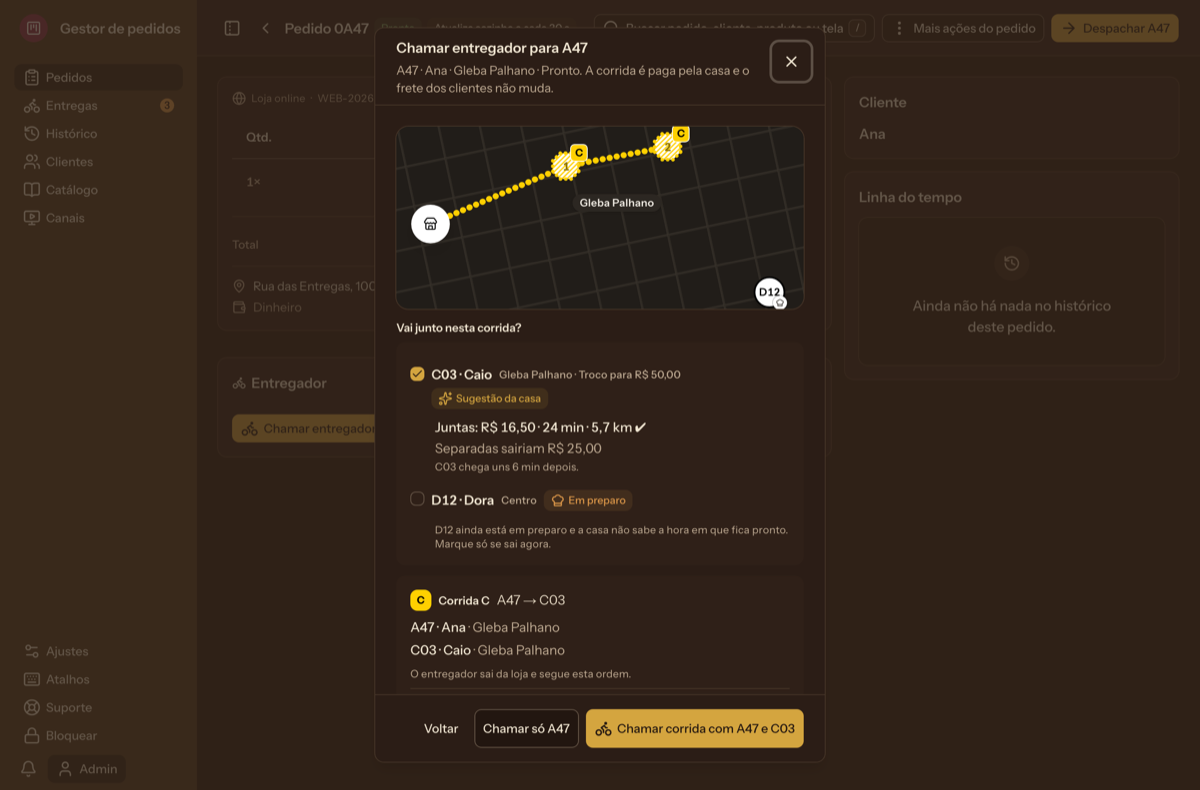 Gestor de pedidos
Pedidos
Entregas
3
Histórico
Clientes
Catálogo
Canais
Ajustes
Atalhos
Suporte
Bloquear
Admin
Pedido 0A47
/
Mais ações do pedido
Despachar A47
Loja online · WEB-2026
Qtd.
1×
Total
Rua das Entregas, 100
Dinheiro
Entregador
Chamar entregador
Cliente
Ana
Linha do tempo
Ainda não há nada no histórico
deste pedido.
Chamar entregador para A47
A47 · Ana · Gleba Palhano · Pronto. A corrida é paga pela casa e o
frete dos clientes não muda.
1
C
2
C
Gleba Palhano
D12
Vai junto nesta corrida?
C03 · Caio Gleba Palhano · Troco para R$ 50,00
Sugestão da casa
Juntas: R$ 16,50 · 24 min · 5,7 km ✔
Separadas sairiam R$ 25,00
C03 chega uns 6 min depois.
D12 · Dora Centro Em preparo
D12 ainda está em preparo e a casa não sabe a hora em que fica pronto.
Marque só se sai agora.
C Corrida C A47 → C03
A47 · Ana · Gleba Palhano
C03 · Caio · Gleba Palhano
O entregador sai da loja e segue esta ordem.
Voltar
Chamar só A47
Chamar corrida com A47 e C03